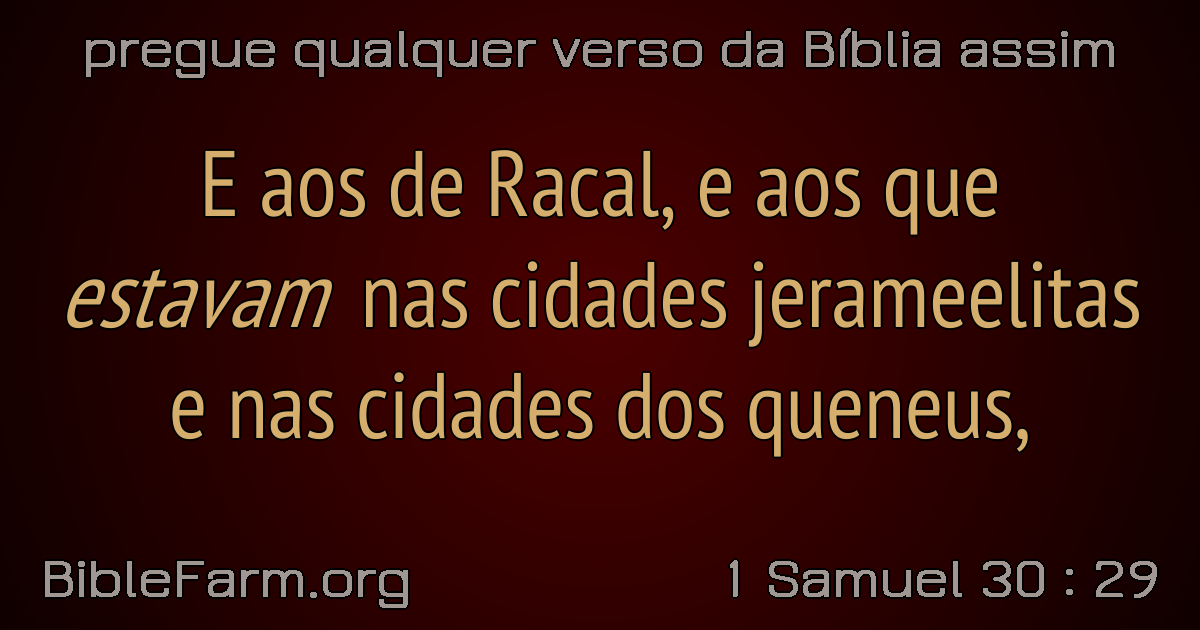 pregue qualquer verso da Bíblia assim
E aos de Racal, e aos que
estavam nas cidades jerameelitas
e nas cidades dos queneus,
BibleFarm.org
1 Samuel 30 : 29